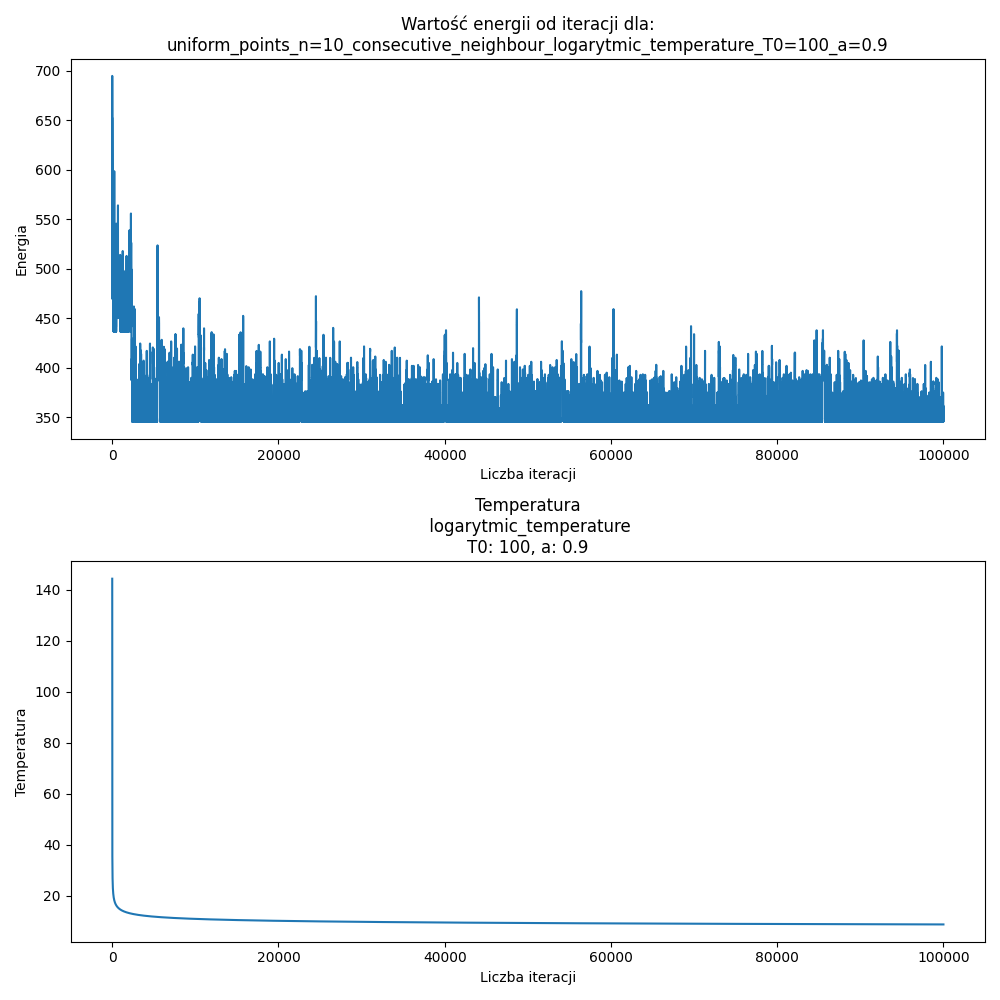 Wartość energii od iteracji dla:
uniform_points_n=10_consecutive_neighbour_logarytmic_temperature_T0=100_a=0.9
700
650
600
550
500
450
400
350
Energia
0 20000 40000 60000 80000 100000
Liczba iteracji
Temperatura
logarytmic_temperature
T0: 100, a: 0.9
140
120
100
80
60
40
20
Temperatura
0 20000 40000 60000 80000 100000
Liczba iteracji